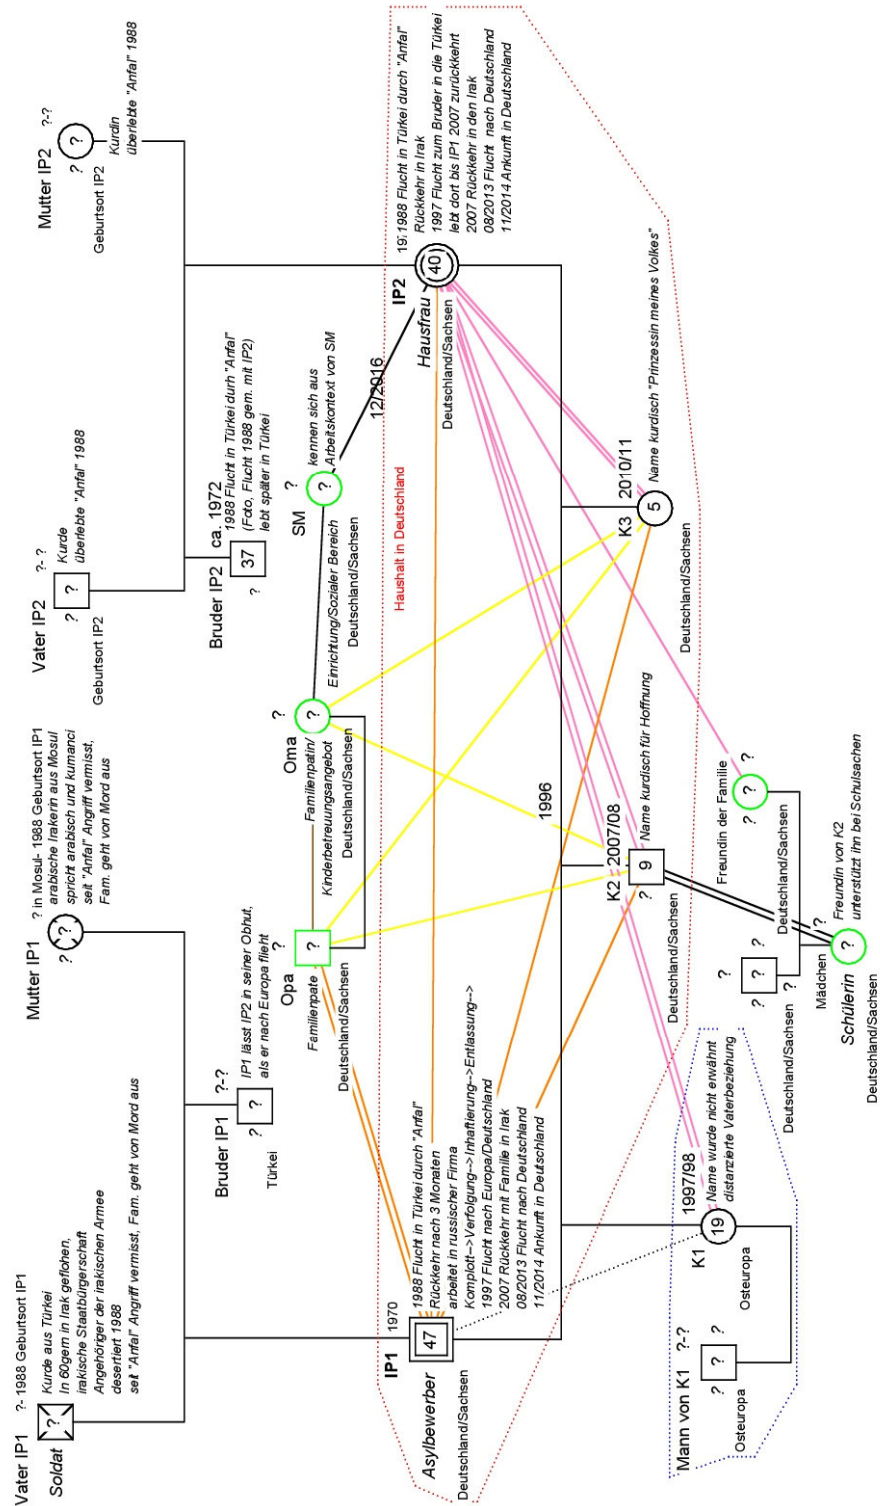 Vater IP1
?- 1988 Geburtsort IP1
Soldat
?
Kurde aus Türkei
In 60gern in Irak geflohen,
irakische Staatbürgerschaft
Angehöriger der irakischen Armee
desertiert 1988
seit "Anfal" Angriff vermisst, Fam. geht von Mord aus
Mutter IP1
? in Mosul- 1988 Geburtsort IP1
?
?
arabische Irakerin aus Mosul
spricht arabisch und kumanci
seit "Anfal" Angriff vermisst,
Fam. geht von Mord aus
Vater IP2
?- ?
?
?
Kurde
überlebte "Anfal" 1988
Geburtsort IP2
Mutter IP2
?-?
?
?
Kurdin
überlebte "Anfal" 1988
Geburtsort IP2
Bruder IP1
?-?
?
?
IP1 lässt IP2 in seiner Obhut,
als er nach Europa flieht
Türkei
Bruder IP2
ca. 1972
37
?
1988 Flucht in Türkei durh "Anfal"
(Foto, Flucht 1988 gem. mit IP2)
lebt später in Türkei
Opa
?
?
Familienpate
Deutschland/Sachsen
Oma
?
?
Familienpatin/
Kinderbetreuungsangebot
Deutschland/Sachsen
SM
?
?
kennen sich aus
Arbeitskontext von SM
Einrichtung/Sozialer Bereich
Deutschland/Sachsen
12/2016
Haushalt in Deutschland
IP1
1970
47
Asylbewerber
Deutschland/Sachsen
1988 Flucht in Türkei durch "Anfal"
Rückkehr nach 3 Monaten
arbeitet in russischer Firma
Komplott-->Verfolgung-->Inhaftierung-->Entlassung-->
1997 Flucht nach Europa/Deutschland
2007 Rückkehr mit Familie in Irak
08/2013 Flucht nach Deutschland
11/2014 Ankunft in Deutschland
IP2
40
Hausfrau
Deutschland/Sachsen
1988 Flucht in Türkei durch "Anfal"
Rückkehr in Irak
1997 Flucht zum Bruder in die Türkei
lebt dort bis IP1 2007 zurückkehrt
2007 Rückkehr in den Irak
08/2013 Flucht nach Deutschland
11/2014 Ankunft in Deutschland
1996
Mann von K1
?-?
?
?
?
Osteuropa
K1
1997/98
19
Name wurde nicht erwähnt
distanzierte Vaterbeziehung
Osteuropa
K2
2007/08
9
?
Name kurdisch für Hoffnung
Deutschland/Sachsen
K3
2010/11
5
Name kurdisch "Prinzessin meines Volkes"
Deutschland/Sachsen
?
?
?
?
Deutschland/Sachsen
Freundin der Familie
?
?
?
Deutschland/Sachsen
?
Mädchen
?
?
Schülerin
Freundin von K2
unterstützt ihn bei Schulsachen
Deutschland/Sachsen